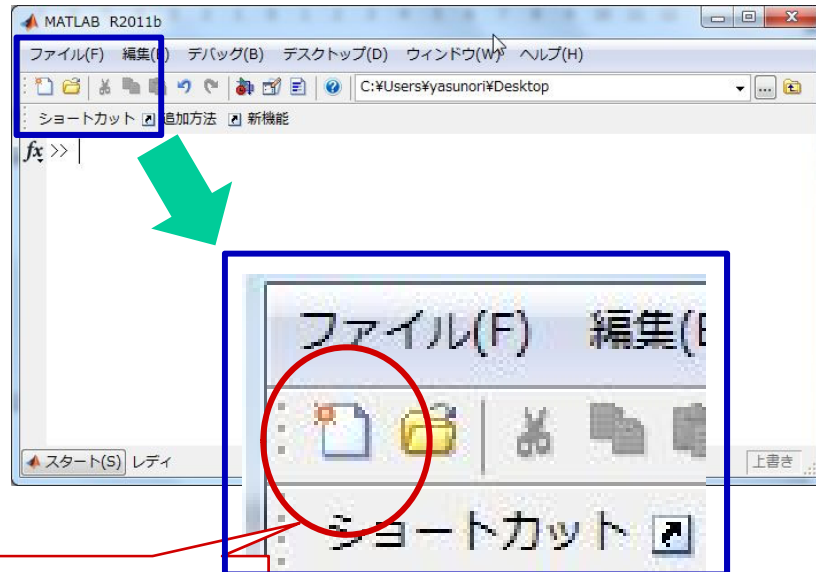 MATLAB R2011b
ファイル(F) 編集( ) デバッグ(B) デスクトップ(D) ウィンドウ(W) ヘルプ(H)
C:¥Users¥yasunori¥Desktop
ショートカット 追加方法 新機能
fx >>
ファイル(F) 編集(E
ショートカット
スタート(S) レディ 上書き